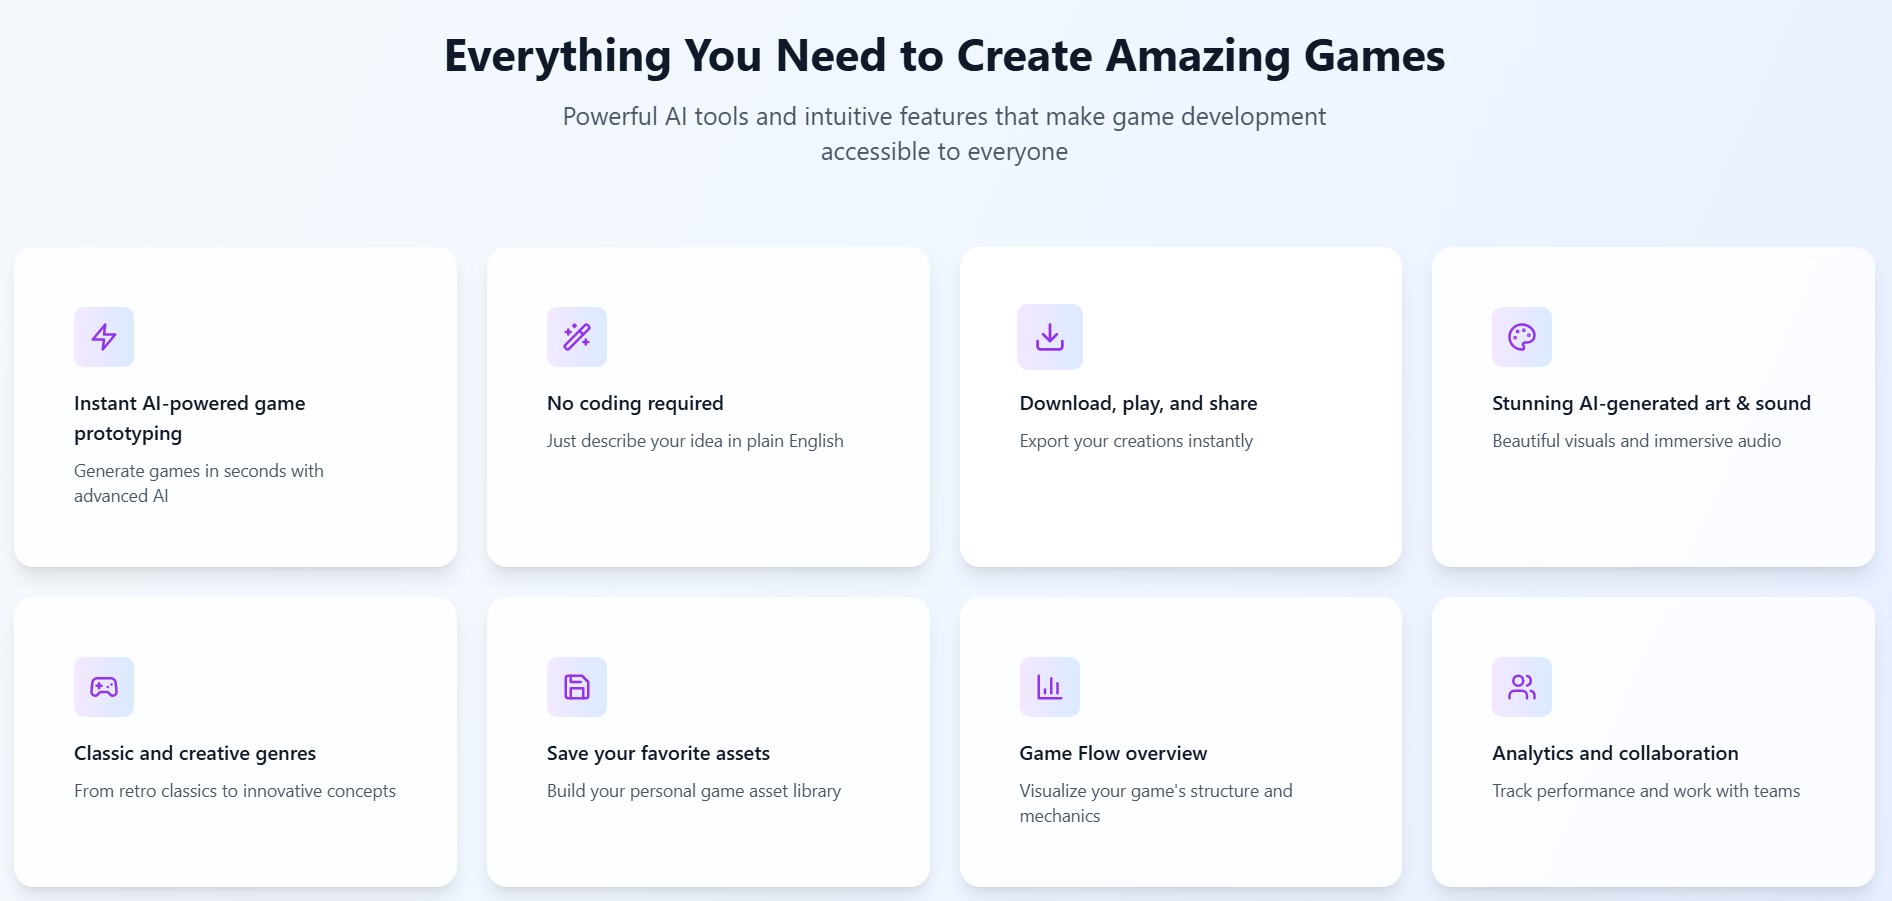 Everything You Need to Create Amazing Games
Powerful AI tools and intuitive features that make game development
accessible to everyone
Instant AI-powered game
prototyping
Generate games in seconds with
advanced AI
No coding required
Just describe your idea in plain English
Download, play, and share
Export your creations instantly
Stunning AI-generated art & sound
Beautiful visuals and immersive audio
Classic and creative genres
From retro classics to innovative concepts
Save your favorite assets
Build your personal game asset library
Game Flow overview
Visualize your game's structure and
mechanics
Analytics and collaboration
Track performance and work with teams